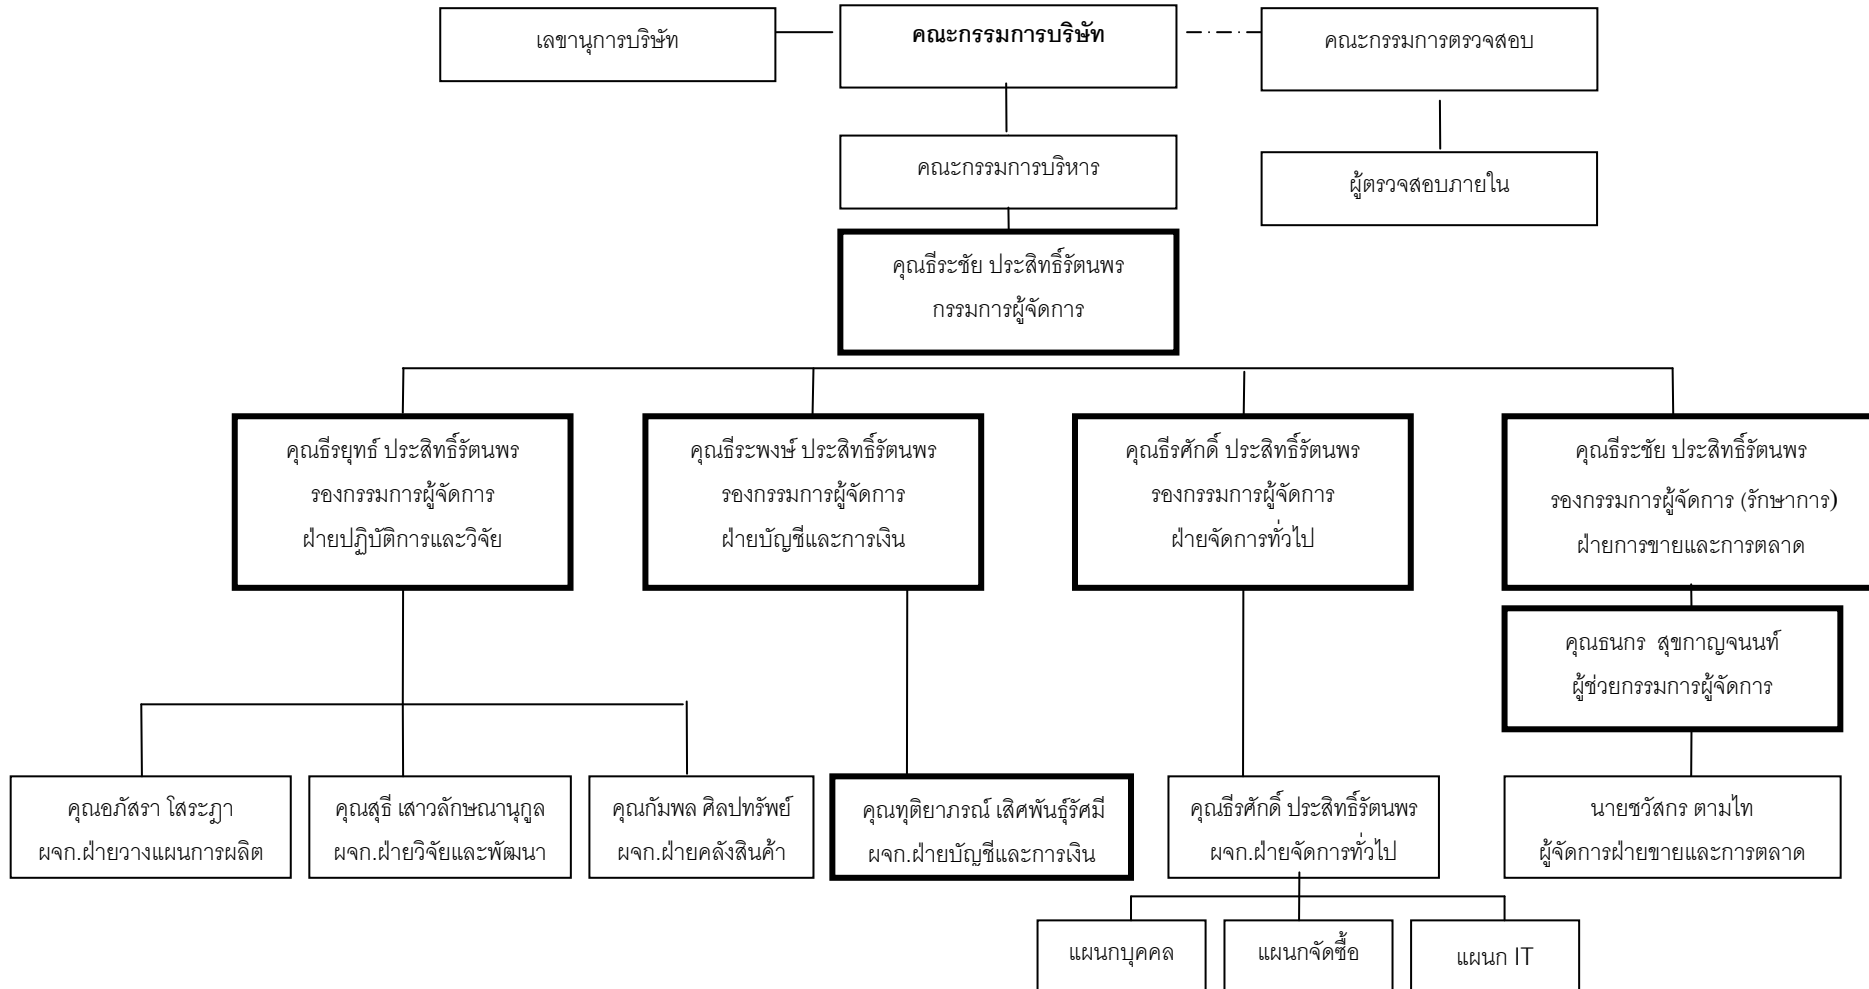 เลขานุการบริษัท
คณะกรรมการบริษัท
คณะกรรมการตรวจสอบ
คณะกรรมการบริหาร
ผู้ตรวจสอบภายใน
คุณธีระชัย ประสิทธิ์รัตนพร
กรรมการผู้จัดการ
คุณธีรยุทธ์ ประสิทธิ์รัตนพร
รองกรรมการผู้จัดการ
ฝ่ายปฏิบัติการและวิจัย
คุณธีระพงษ์ ประสิทธิ์รัตนพร
รองกรรมการผู้จัดการ
ฝ่ายบัญชีและการเงิน
คุณธีรศักดิ์ ประสิทธิ์รัตนพร
รองกรรมการผู้จัดการ
ฝ่ายจัดการทั่วไป
คุณธีระชัย ประสิทธิ์รัตนพร
รองกรรมการผู้จัดการ (รักษาการ)
ฝ่ายการขายและการตลาด
คุณธนกร สุขกาญจนนท์
ผู้ช่วยกรรมการผู้จัดการ
คุณอภัสรา โสระฎา
ผจก.ฝ่ายวางแผนการผลิต
คุณสุธี เสาวลักษณานุกูล
ผจก.ฝ่ายวิจัยและพัฒนา
คุณกัมพล ศิลปทรัพย์
ผจก.ฝ่ายคลังสินค้า
คุณทุติยาภรณ์ เลิศพันธุ์รัศมี
ผจก.ฝ่ายบัญชีและการเงิน
คุณธีรศักดิ์ ประสิทธิ์รัตนพร
ผจก.ฝ่ายจัดการทั่วไป
นายชวัสกร ตามไท
ผู้จัดการฝ่ายขายและการตลาด
แผนกบุคคล
แผนกจัดซื้อ
แผนก IT